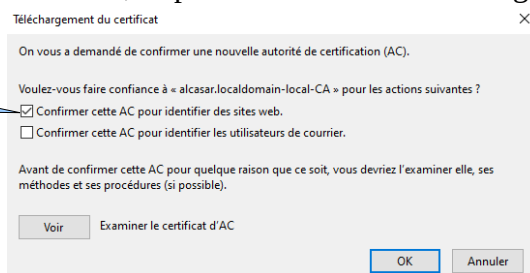 Téléchargement du certificat
On vous a demandé de confirmer une nouvelle autorité de certification (AC).
Voulez-vous faire confiance à « alcasar.localdomain-local-CA » pour les actions suivantes ?
Confirmer cette AC pour identifier des sites web.
Confirmer cette AC pour identifier les utilisateurs de courrier.
Avant de confirmer cette AC pour quelque raison que ce soit, vous devriez l'examiner elle, ses
méthodes et ses procédures (si possible).
Voir Examiner le certificat d'AC
OK Annuler